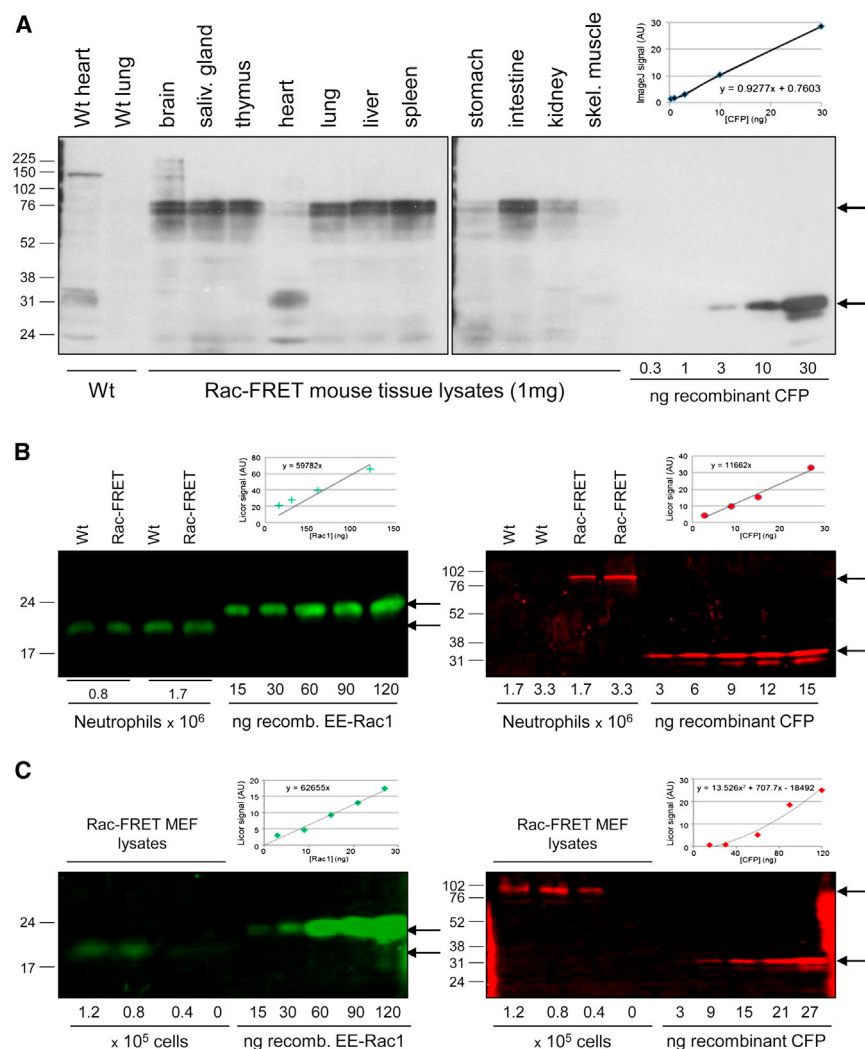 A
Wt heart
Wt lung
brain
saliv. gland
thymus
heart
lung
liver
spleen
stomach
intestine
kidney
skel. muscle
ImageJ signal (AU)
30
20
10
0
y = 0.9277x + 0.7603
0 10 20 30
[CFP] (ng)
225
150
102
76
52
38
31
24
0.3 1 3 10 30
Wt
Rac-FRET mouse tissue lysates (1mg)
ng recombinant CFP
B
Wt
Rac-FRET
Wt
Rac-FRET
Licor signal (AU)
80
60
40
20
0
y = 59782x
150 100 150
[Rac1] (ng)
24
17
0.8 1.7
15 30 60 90 120
Neutrophils x 10⁶
ng recomb. EE-Rac1
Wt
Wt
Rac-FRET
Rac-FRET
Licor signal (AU)
40
30
20
10
0
y = 11662x
0 10 20 30
[CFP] (ng)
102
76
52
38
31
1.7 3.3 1.7 3.3
3 6 9 12 15
Neutrophils x 10⁶
ng recombinant CFP
C
Rac-FRET MEF
lysates
Licor signal (AU)
20
15
10
5
0
y = 62655x
0 10 20 30
[Rac1] (ng)
24
17
1.2 0.8 0.4 0
15 30 60 90 120
x 10⁵ cells
ng recomb. EE-Rac1
Rac-FRET MEF
lysates
Licor signal (AU)
30
20
10
0
y = 13.526x² + 707.7x - 18492
0 40 80 120
[CFP] (ng)
102
76
52
38
31
24
1.2 0.8 0.4 0
3 9 15 21 27
x 10⁵ cells
ng recombinant CFP